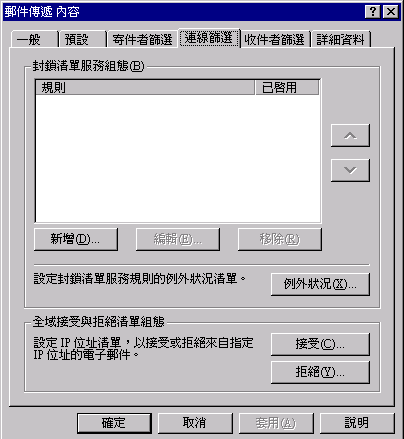 郵件傳遞 內容
一般 預設 寄件者篩選 連線篩選 收件者篩選 詳細資料
封鎖清單服務組態(B)
規則 已啓用
新增(D)... 編輯(E)... 移除(R)
設定封鎖清單服務規則的例外狀況清單。
例外狀況(X)...
全域接受與拒絕清單組態
設定 IP 位址清單，以接受或拒絕來自指定
IP 位址的電子郵件。
接受(C)...
拒絕(Y)...
確定 取消 套用(A) 說明